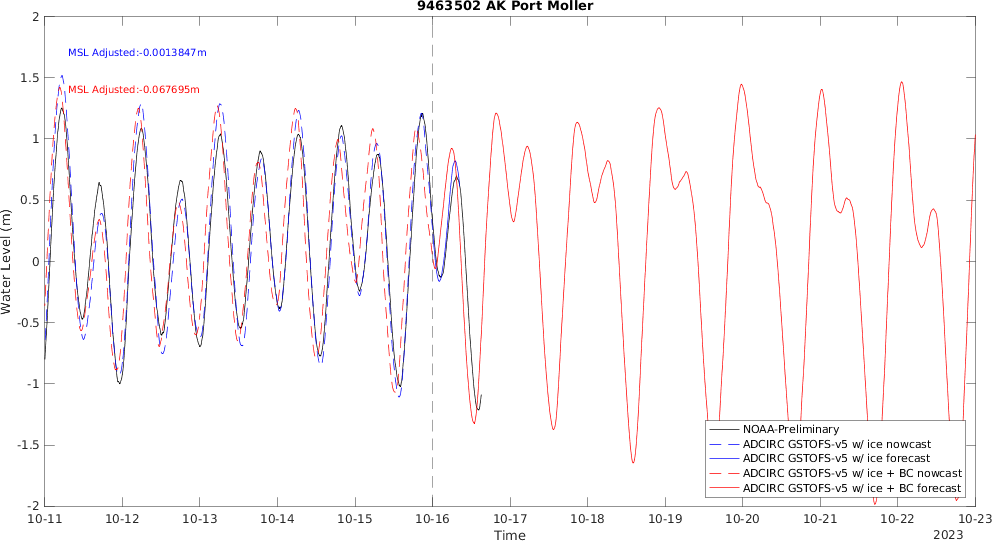 9463502 AK Port Moller
MSL Adjusted:-0.0013847m
MSL Adjusted:-0.067695m
Water Level (m)
2
1.5
1
0.5
0
-0.5
-1
-1.5
-2
NOAA-Preliminary
ADCIRC GSTOFS-v5 w/ ice nowcast
ADCIRC GSTOFS-v5 w/ ice forecast
ADCIRC GSTOFS-v5 w/ ice + BC nowcast
ADCIRC GSTOFS-v5 w/ ice + BC forecast
10-11 10-12 10-13 10-14 10-15 10-16 10-17 10-18 10-19 10-20 10-21 10-22 10-23
Time
2023